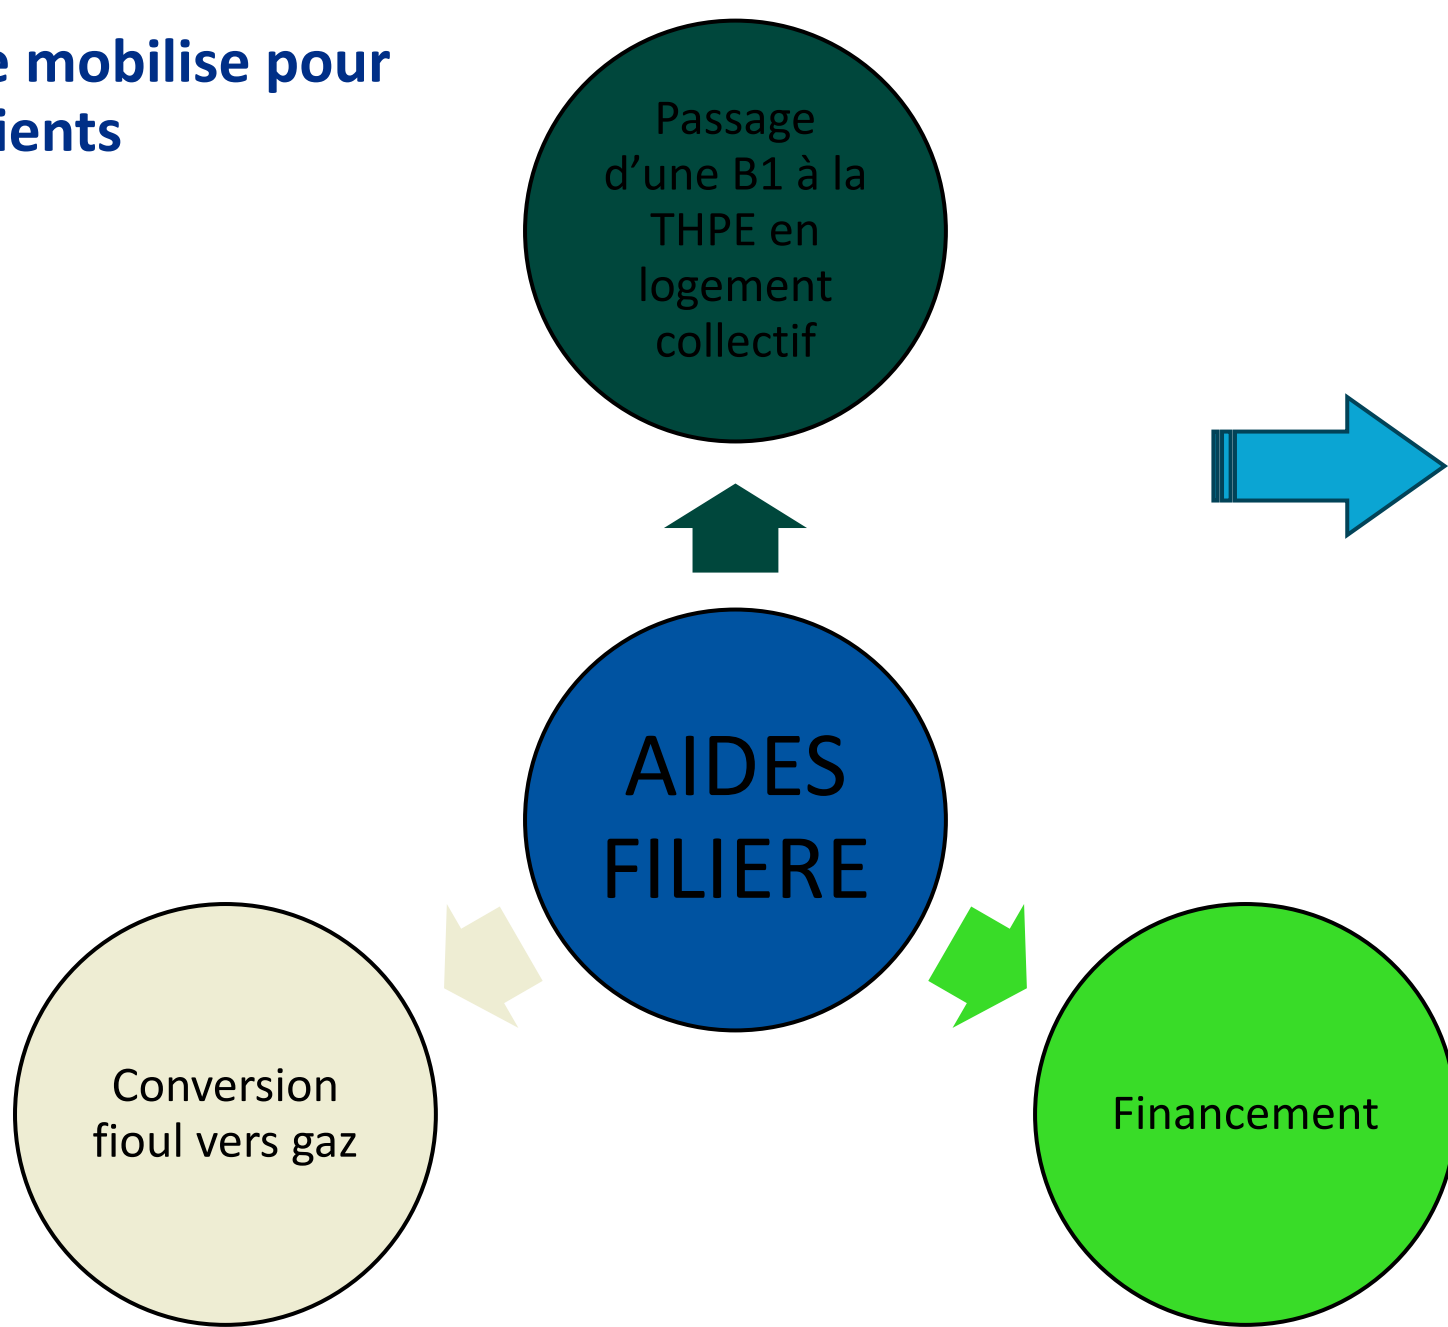 e mobilise pour
ients
Passage
d’une B1 à la
THPE en
logement
collectif
AIDES
FILIERE
Conversion
fioul vers gaz
Financement